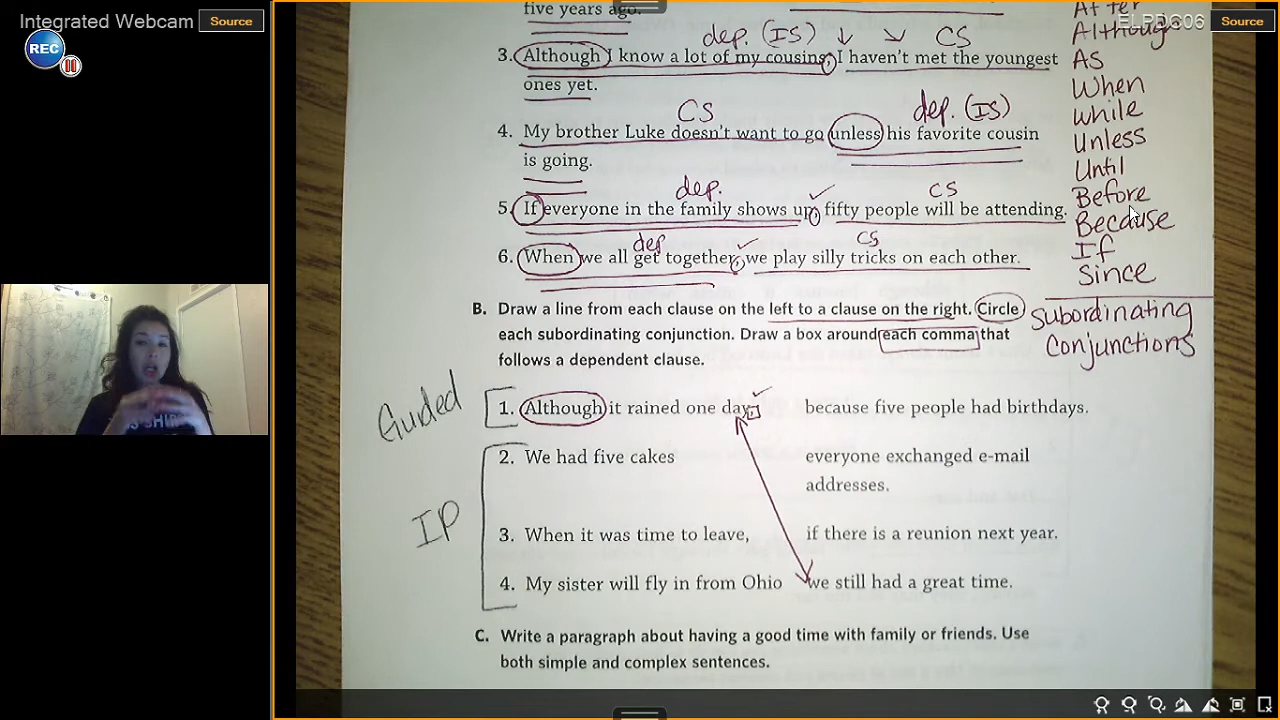 Integrated Webcam
Source
REC
ELPDC06
Source
five years ago.
dep. (IS) CS
3. Although I know a lot of my cousins, I haven't met the youngest
ones yet.
CS dep. (IS)
4. My brother Luke doesn't want to go unless his favorite cousin
is going.
dep. CS
5. If everyone in the family shows up, fifty people will be attending.
dep CS
6. When we all get together, we play silly tricks on each other.
After
Although
AS
When
while
Unless
Until
Before
Because
If
Since
Subordinating
Conjunctions
B. Draw a line from each clause on the left to a clause on the right. Circle
each subordinating conjunction. Draw a box around each comma that
follows a dependent clause.
Guided
1. Although it rained one day, because five people had birthdays.
IP
2. We had five cakes everyone exchanged e-mail
addresses.
3. When it was time to leave, if there is a reunion next year.
4. My sister will fly in from Ohio we still had a great time.
C. Write a paragraph about having a good time with family or friends. Use
both simple and complex sentences.